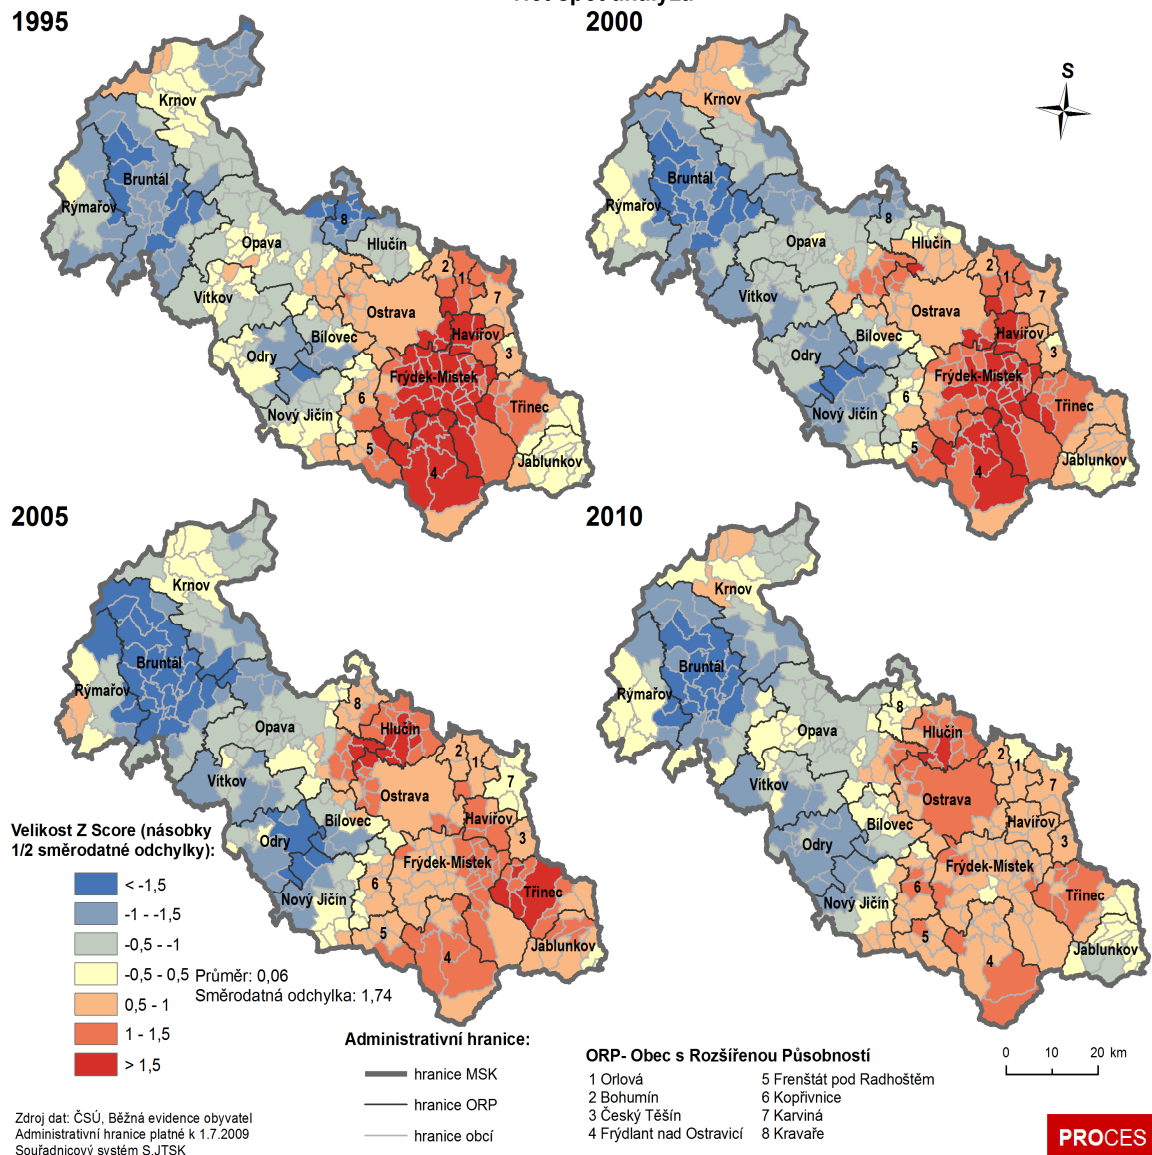 Hot spot analýza
1995
2000
S
Krnov
Bruntál
Rýmařov
Opava
8
Hlučín
Vítkov
2
1
7
Ostrava
Bílovec
Havířov
Odry
3
Frýdek-Místek
6
Třinec
Nový Jičín
5
4
Jablunkov
Krnov
Bruntál
Rýmařov
8
Opava
Hlučín
2
1
7
Vítkov
Ostrava
Bílovec
Havířov
Odry
3
Frýdek-Místek
6
Třinec
Nový Jičín
5
4
Jablunkov
2005
2010
Krnov
Bruntál
Rýmařov
8
Opava
Hlučín
2
1
7
Vítkov
Ostrava
Bílovec
Havířov
Odry
3
Frýdek-Místek
6
Třinec
Nový Jičín
5
4
Jablunkov
Krnov
Bruntál
Rýmařov
8
Opava
Hlučín
2
1
7
Vítkov
Ostrava
Bílovec
Havířov
Odry
3
Frýdek-Místek
6
Třinec
Nový Jičín
5
4
Jablunkov
Velikost Z Score (násobky
1/2 směrodatné odchylky):
< -1,5
-1 - -1,5
-0,5 - -1
-0,5 - 0,5
0,5 - 1
1 - 1,5
> 1,5
Průměr: 0,06
Směrodatná odchylka: 1,74
Administrativní hranice:
hranice MSK
hranice ORP
hranice obcí
ORP- Obec s Rozšířenou Působností
1 Orlová
2 Bohumín
3 Český Těšín
4 Frýdlant nad Ostravicí
5 Frenštát pod Radhoštěm
6 Kopřivnice
7 Karviná
8 Kravaře
0 10 20 km
Zdroj dat: ČSÚ, Běžná evidence obyvatel
Administrativní hranice platné k 1.7.2009
Souřadnicový systém S.JTSK
PROCES